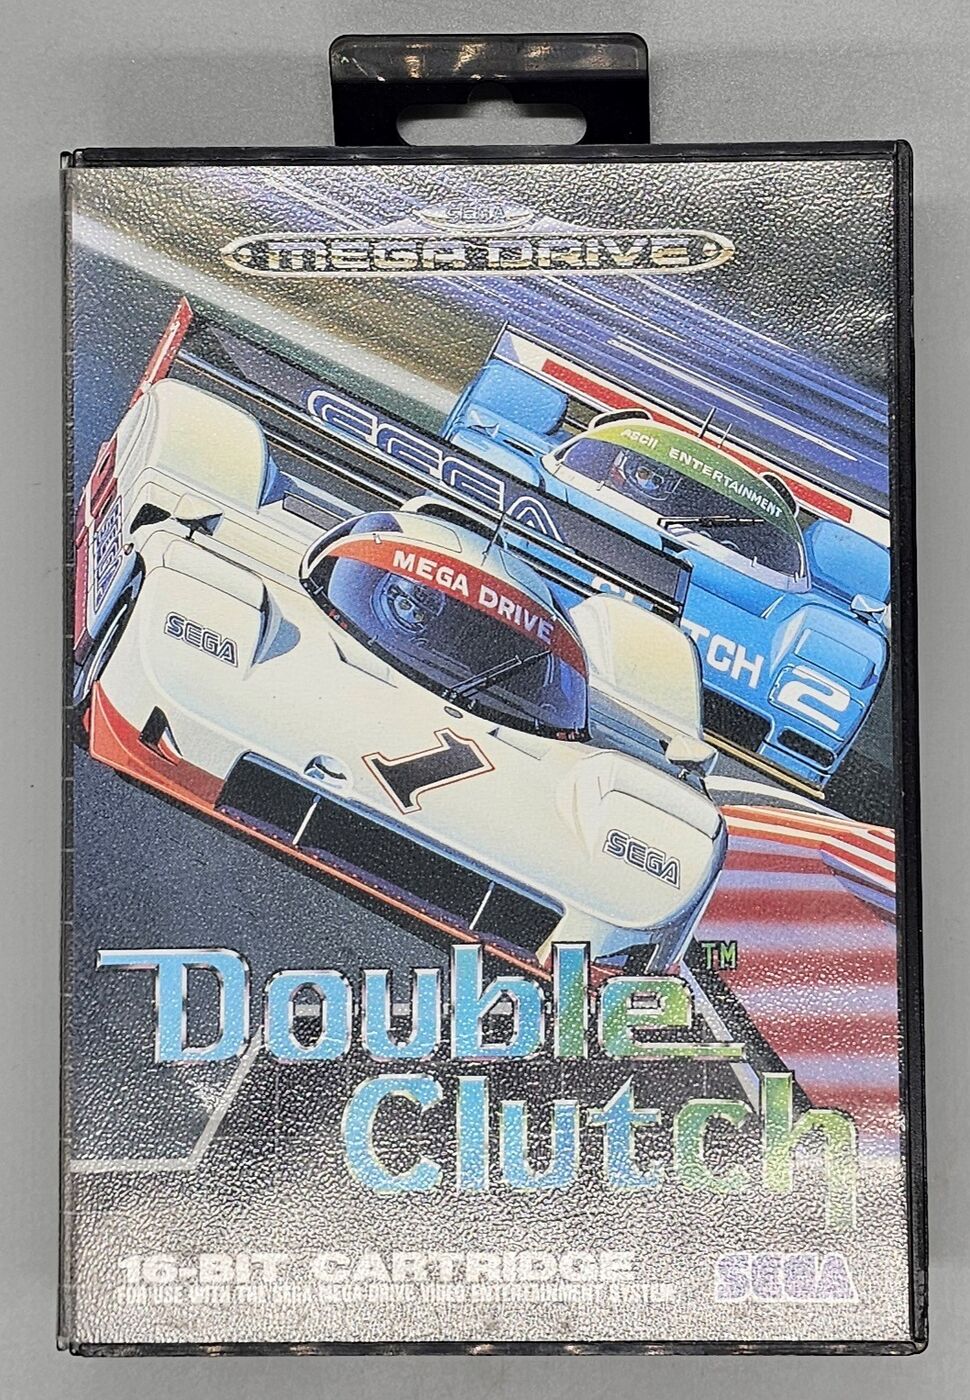 SEGA
MEGA DRIVE
SEGA
ASCII ENTERTAINMENT
MEGA DRIVE
SEGA
TCH 2
1
SEGA
Double™
Clutch
16-BIT CARTRIDGE
FOR USE WITH THE SEGA MEGA DRIVE VIDEO ENTERTAINMENT SYSTEM
SEGA